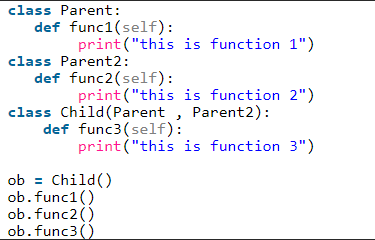 class Parent:
   def func1(self):
        print("this is function 1")
class Parent2:
   def func2(self):
        print("this is function 2")
class Child(Parent , Parent2):
    def func3(self):
        print("this is function 3")

ob = Child()
ob.func1()
ob.func2()
ob.func3()